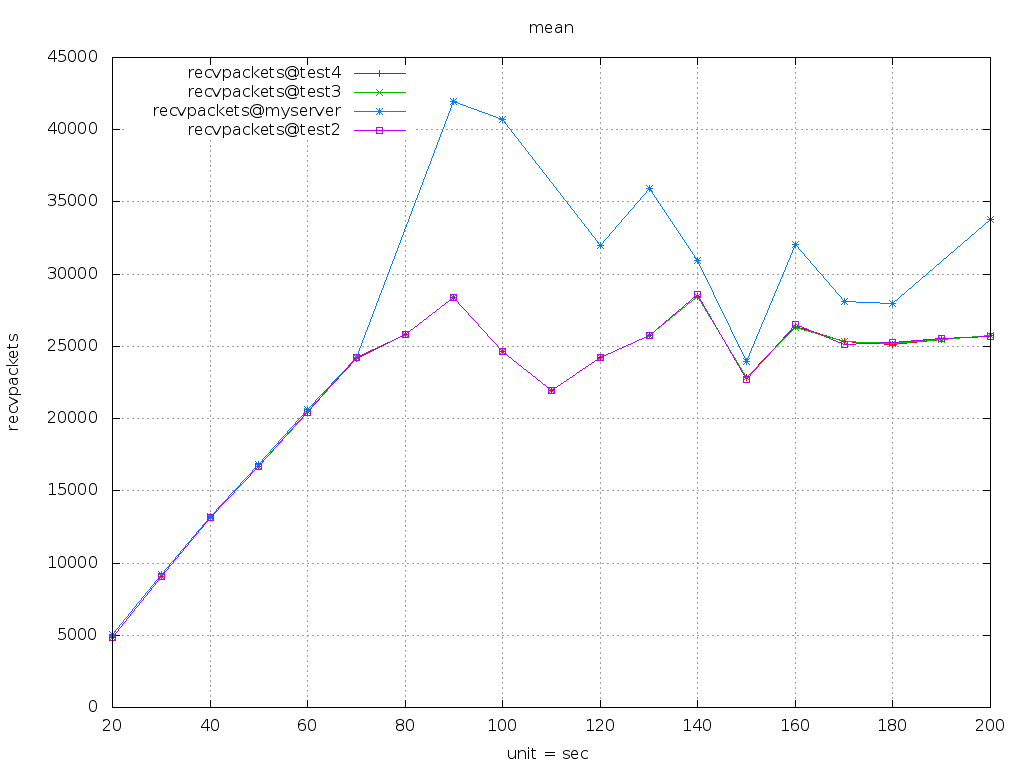 mean
45000
40000
35000
30000
25000
20000
15000
10000
5000
0
recvpackets@test4
recvpackets@test3
recvpackets@myserver
recvpackets@test2
recvpackets
20 40 60 80 100 120 140 160 180 200
unit = sec